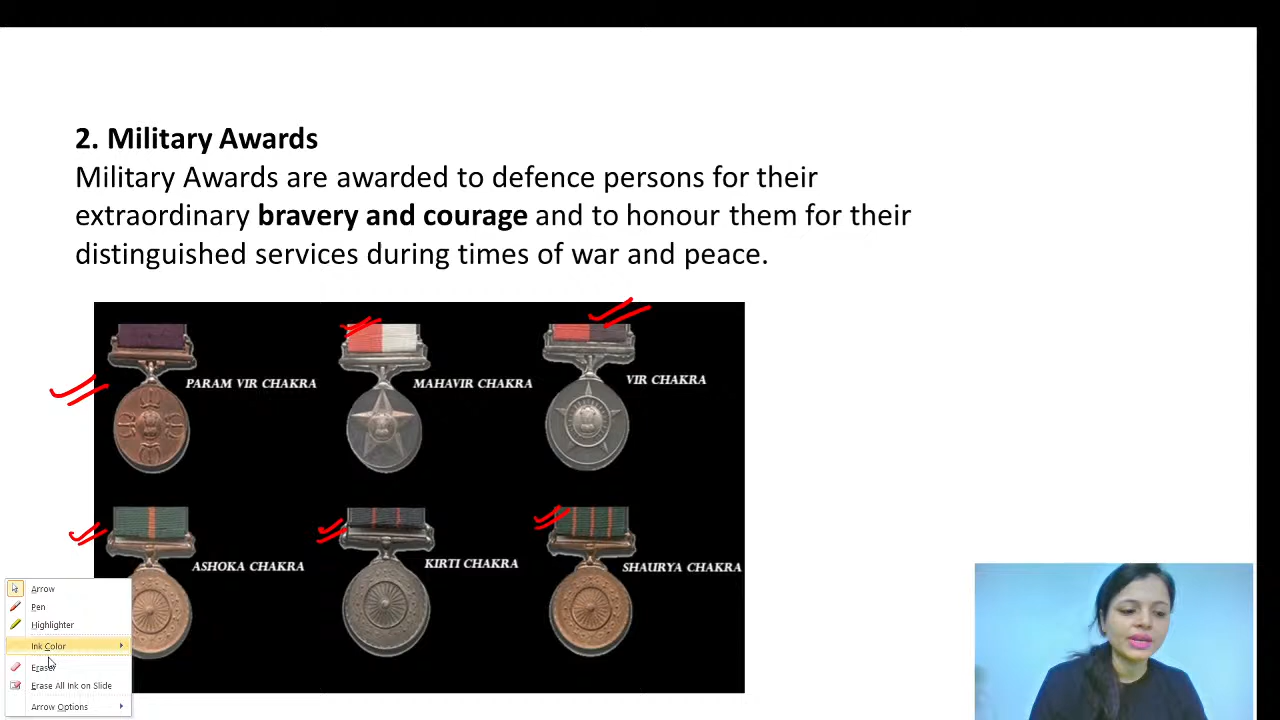 2. Military Awards
Military Awards are awarded to defence persons for their
extraordinary bravery and courage and to honour them for their
distinguished services during times of war and peace.
PARAM VIR CHAKRA
MAHAVIR CHAKRA
VIR CHAKRA
ASHOKA CHAKRA
KIRTI CHAKRA
SHAURYA CHAKRA
Arrow
Pen
Highlighter
Ink Color
Eraser
Erase All Ink on Slide
Arrow Options